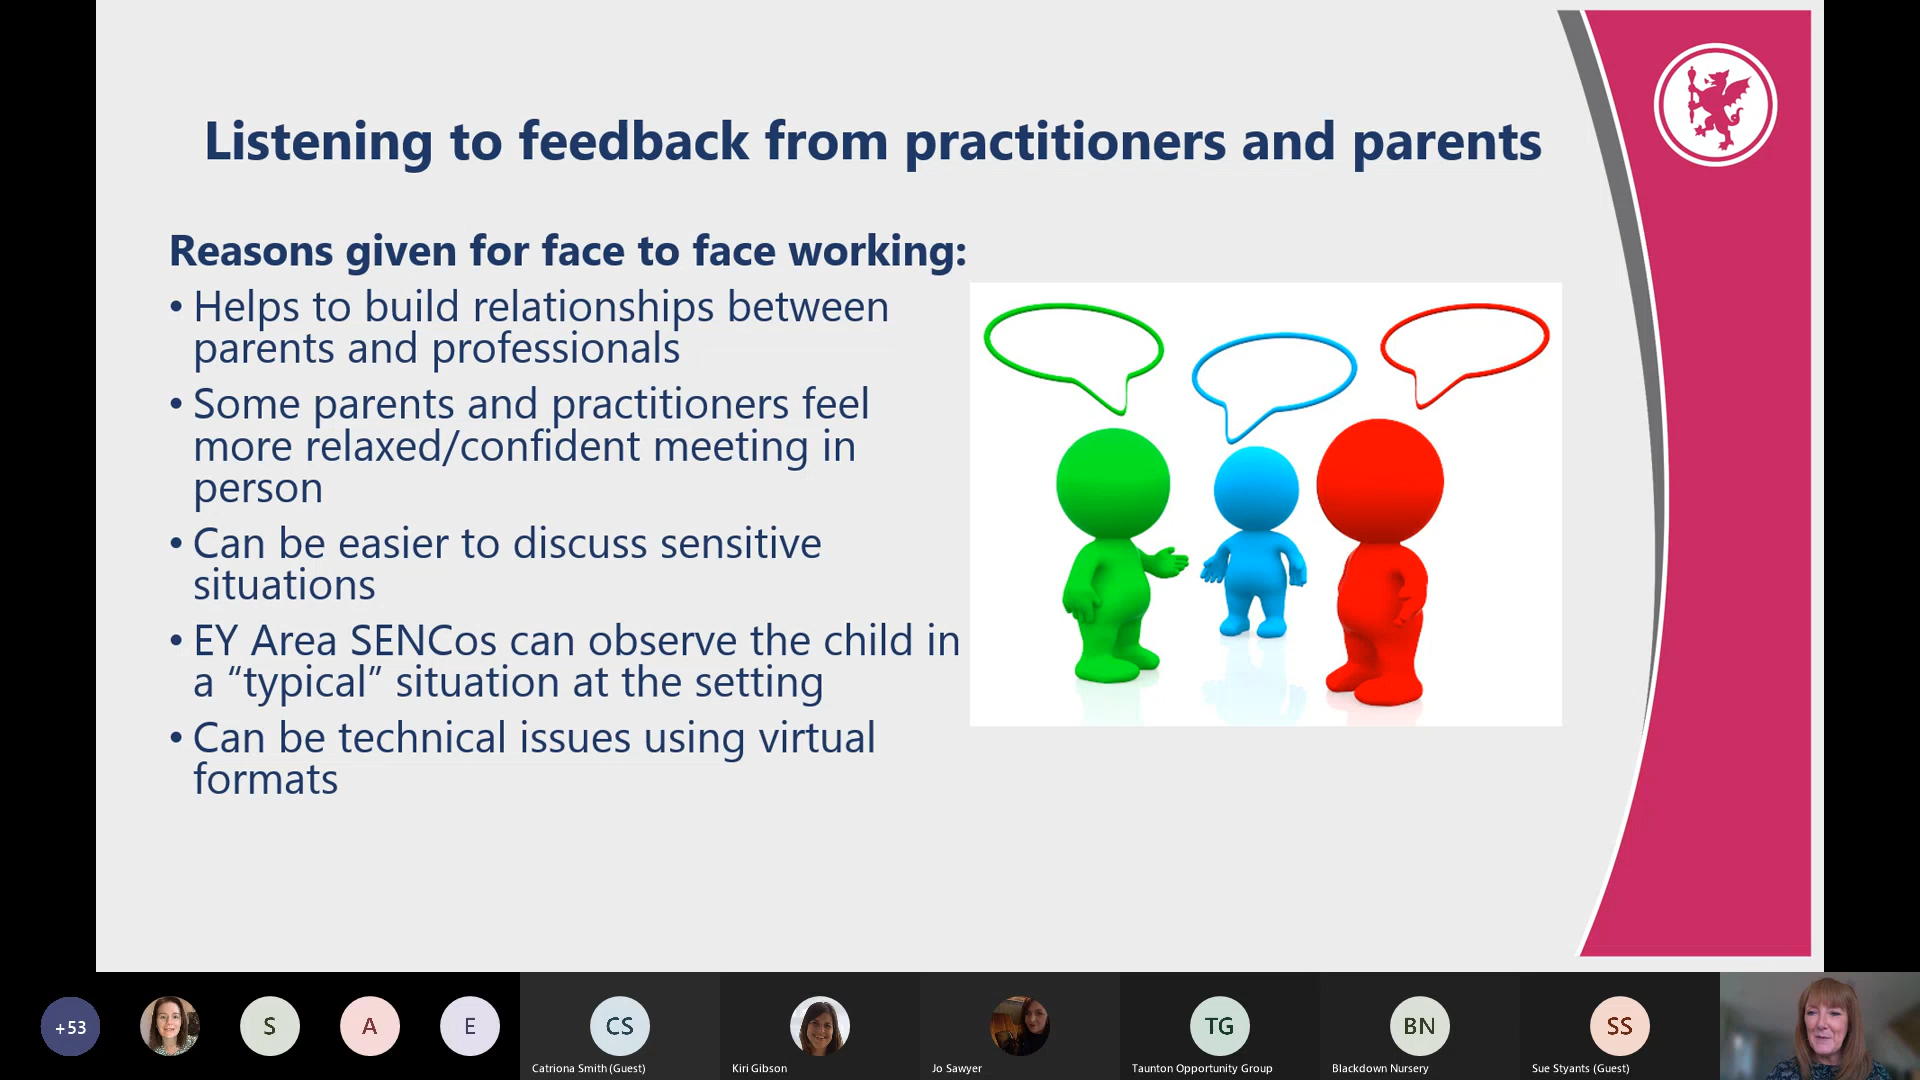 Listening to feedback from practitioners and parents
Reasons given for face to face working:
• Helps to build relationships between
parents and professionals
• Some parents and practitioners feel
more relaxed/confident meeting in
person
• Can be easier to discuss sensitive
situations
• EY Area SENCos can observe the child in
a “typical” situation at the setting
• Can be technical issues using virtual
formats
+53
S
A
E
CS
TG
BN
SS
Catriona Smith (Guest)
Kiri Gibson
Jo Sawyer
Taunton Opportunity Group
Blackdown Nursery
Sue Styants (Guest)